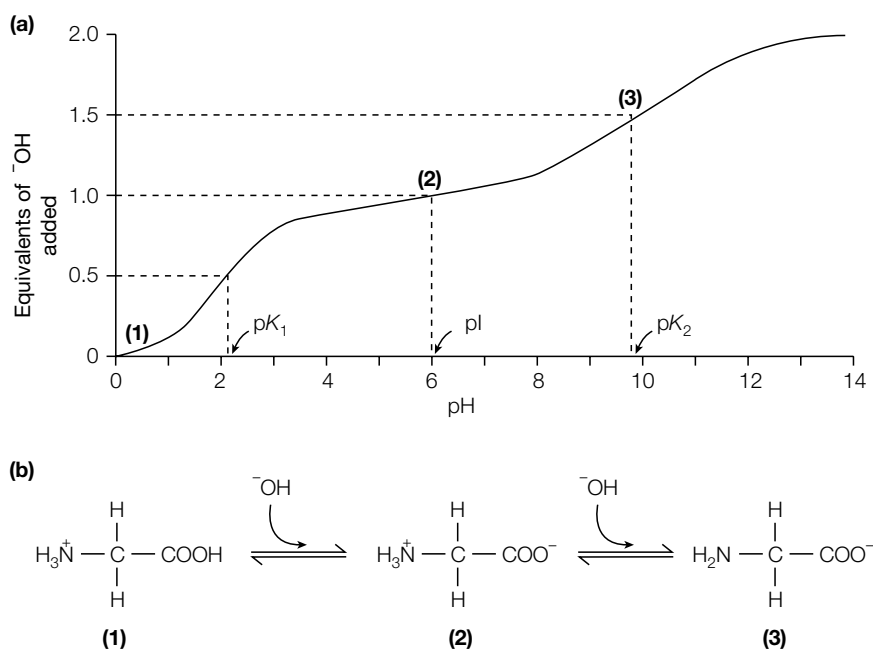 (a)
2.0
1.5
1.0
0.5
0
Equivalents of ⁻OH
added
(1)
(2)
(3)
pK₁
pI
pK₂
0 2 4 6 8 10 12 14
pH
(b)
⁻OH ⁻OH
H H H
H₃N⁺ — C — COOH H₃N⁺ — C — COO⁻ H₂N — C — COO⁻
H H H
(1) (2) (3)